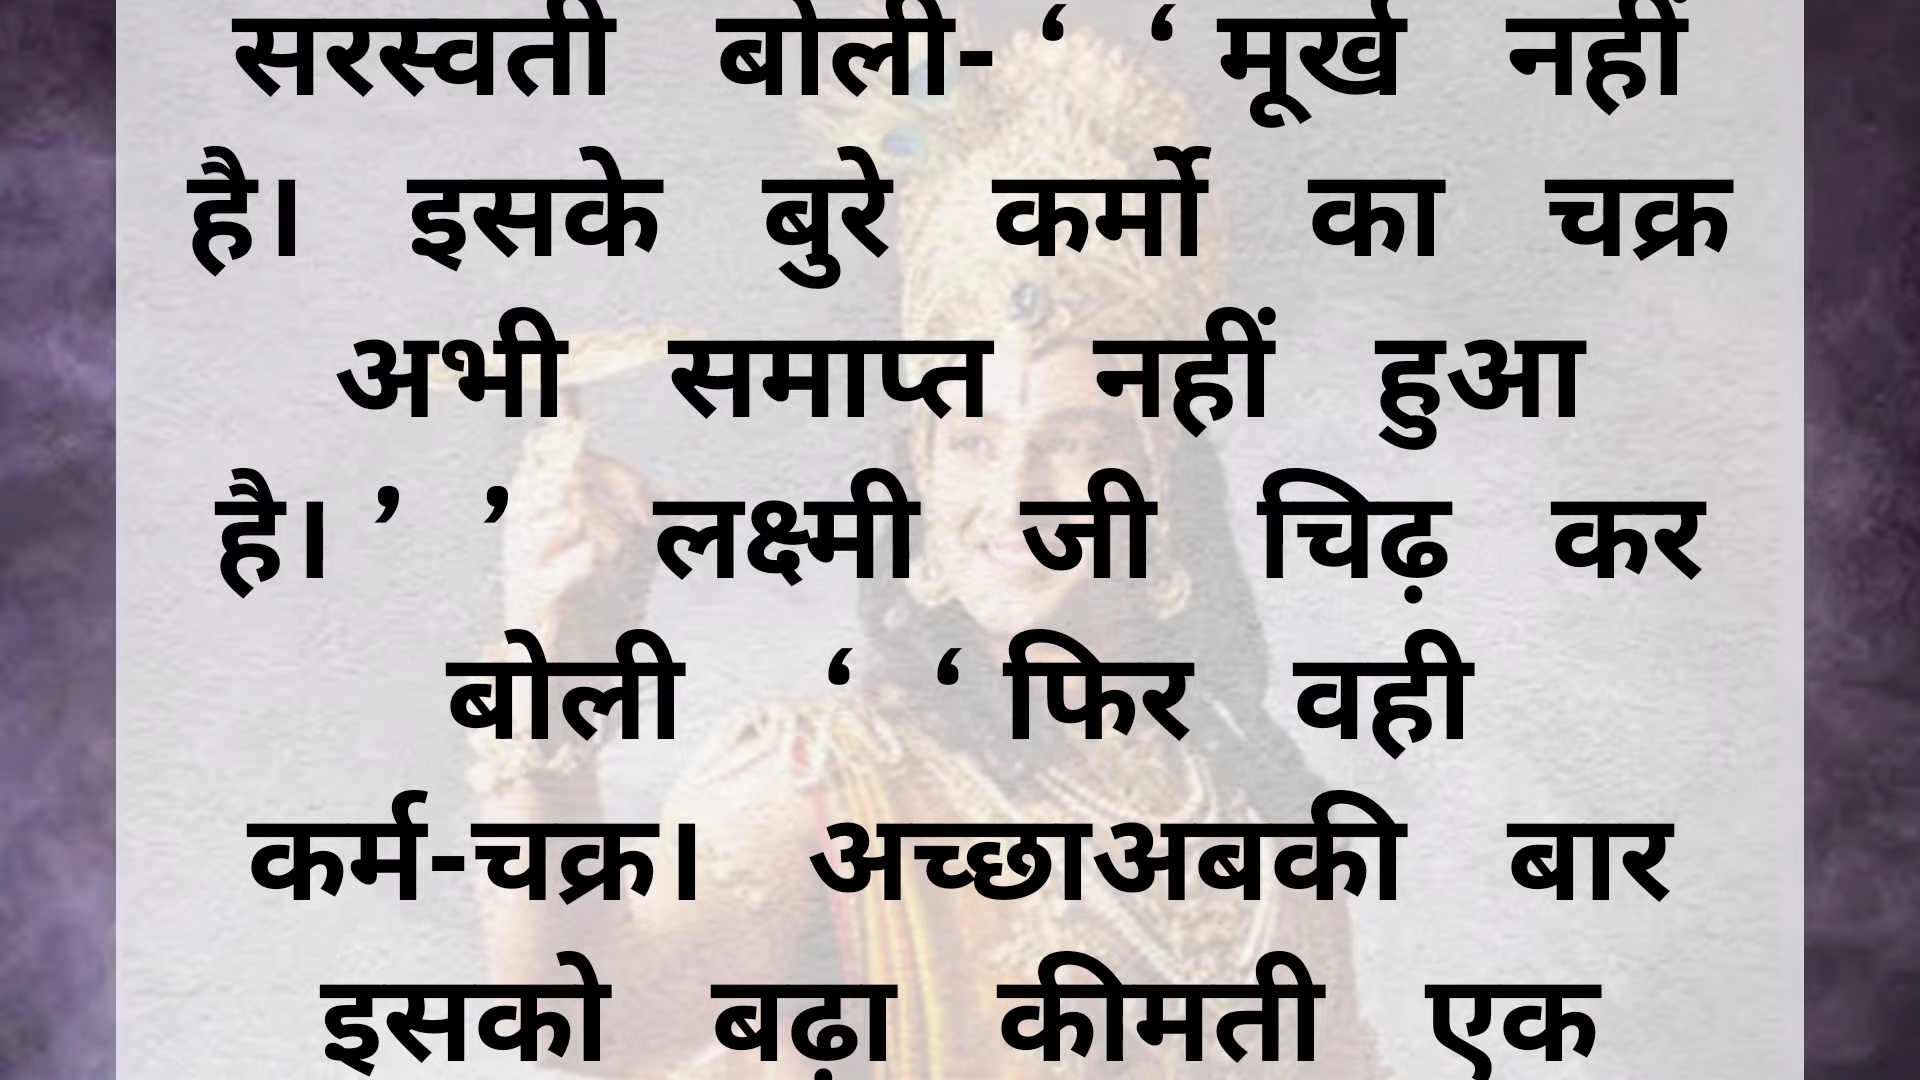 सरस्वती बोली- ‘ ‘ मूर्ख नहीं
है। इसके बुरे कर्मो का चक्र
अभी समाप्त नहीं हुआ
है। ’ ’ लक्ष्मी जी चिढ़ कर
बोली ‘ ‘ फिर वही
कर्म-चक्र। अच्छाअबकी बार
इसको बढ़ा कीमती एक